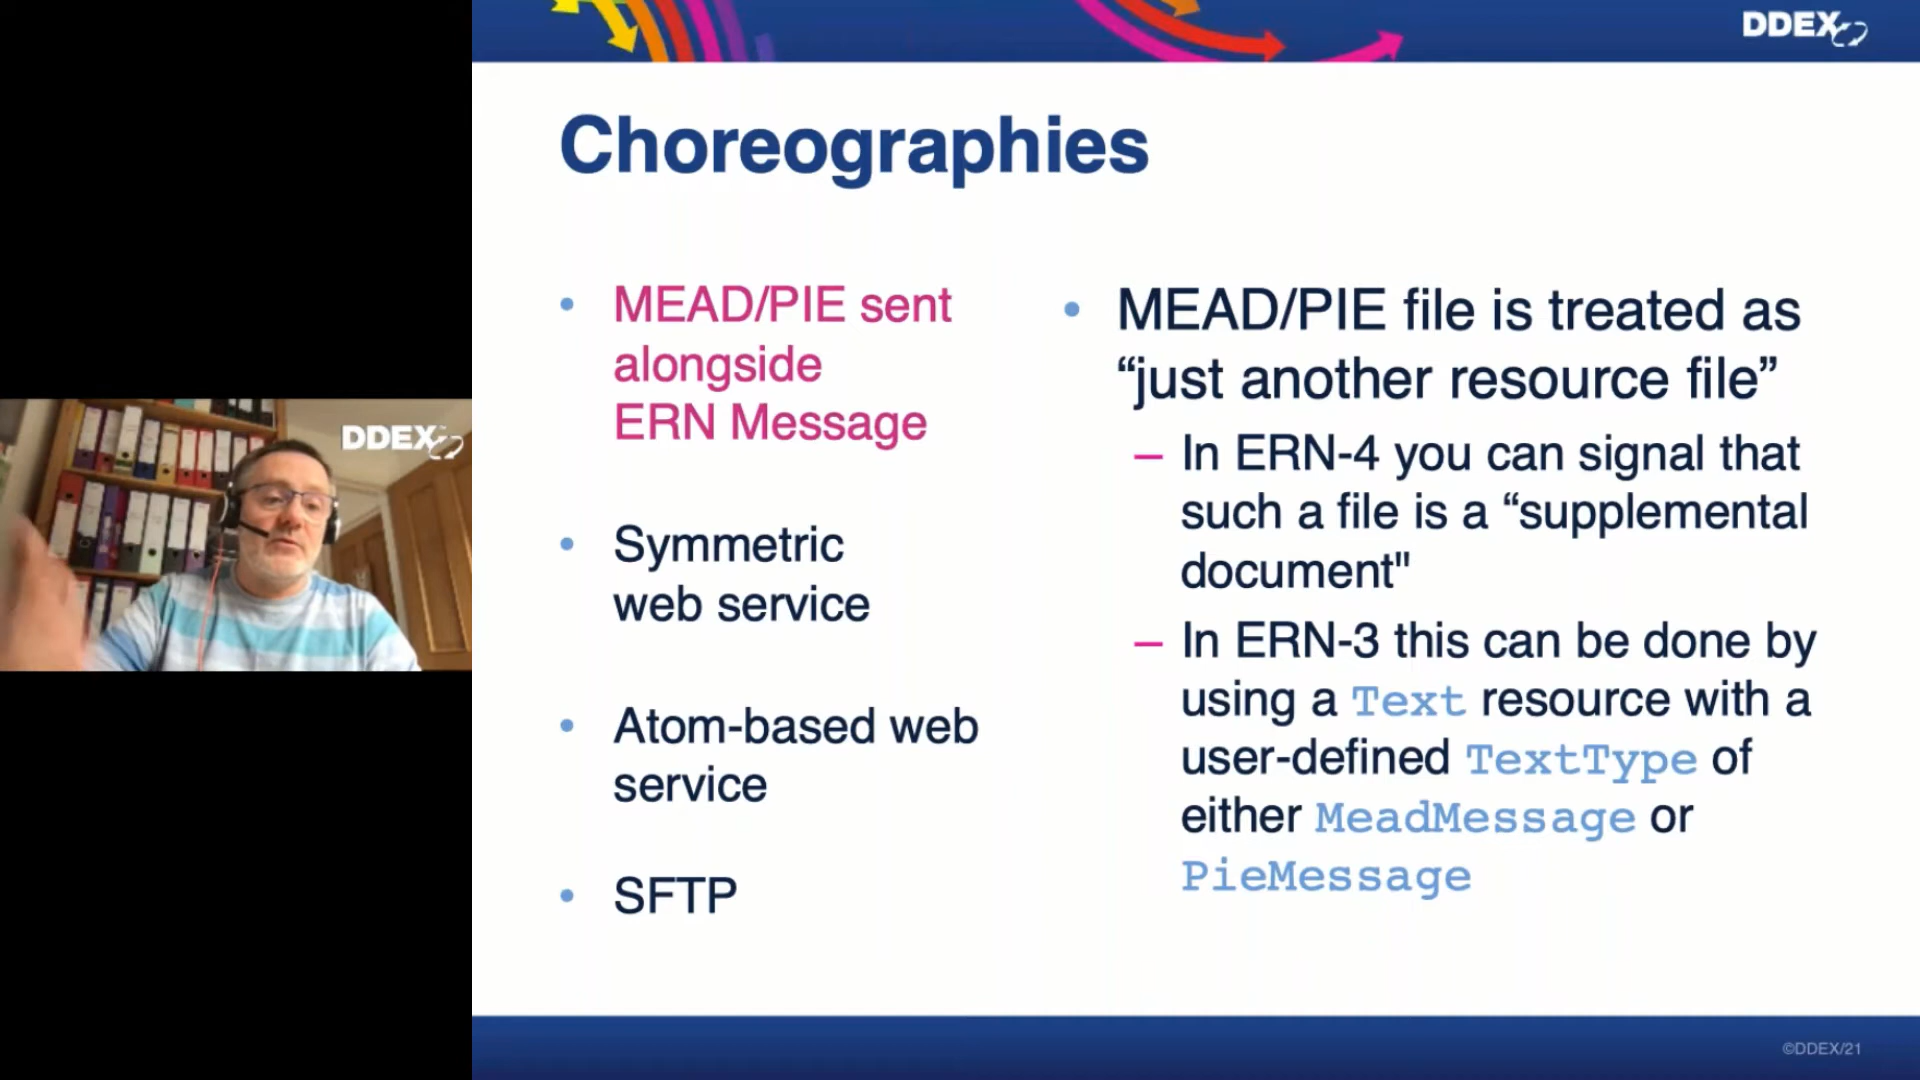 DDEX
Choreographies
• MEAD/PIE sent
alongside
ERN Message
• Symmetric
web service
• Atom-based web
service
• SFTP
• MEAD/PIE file is treated as
“just another resource file”
– In ERN-4 you can signal that
such a file is a “supplemental
document"
– In ERN-3 this can be done by
using a Text resource with a
user-defined TextType of
either MeadMessage or
PieMessage
DDEX
©DDEX/21